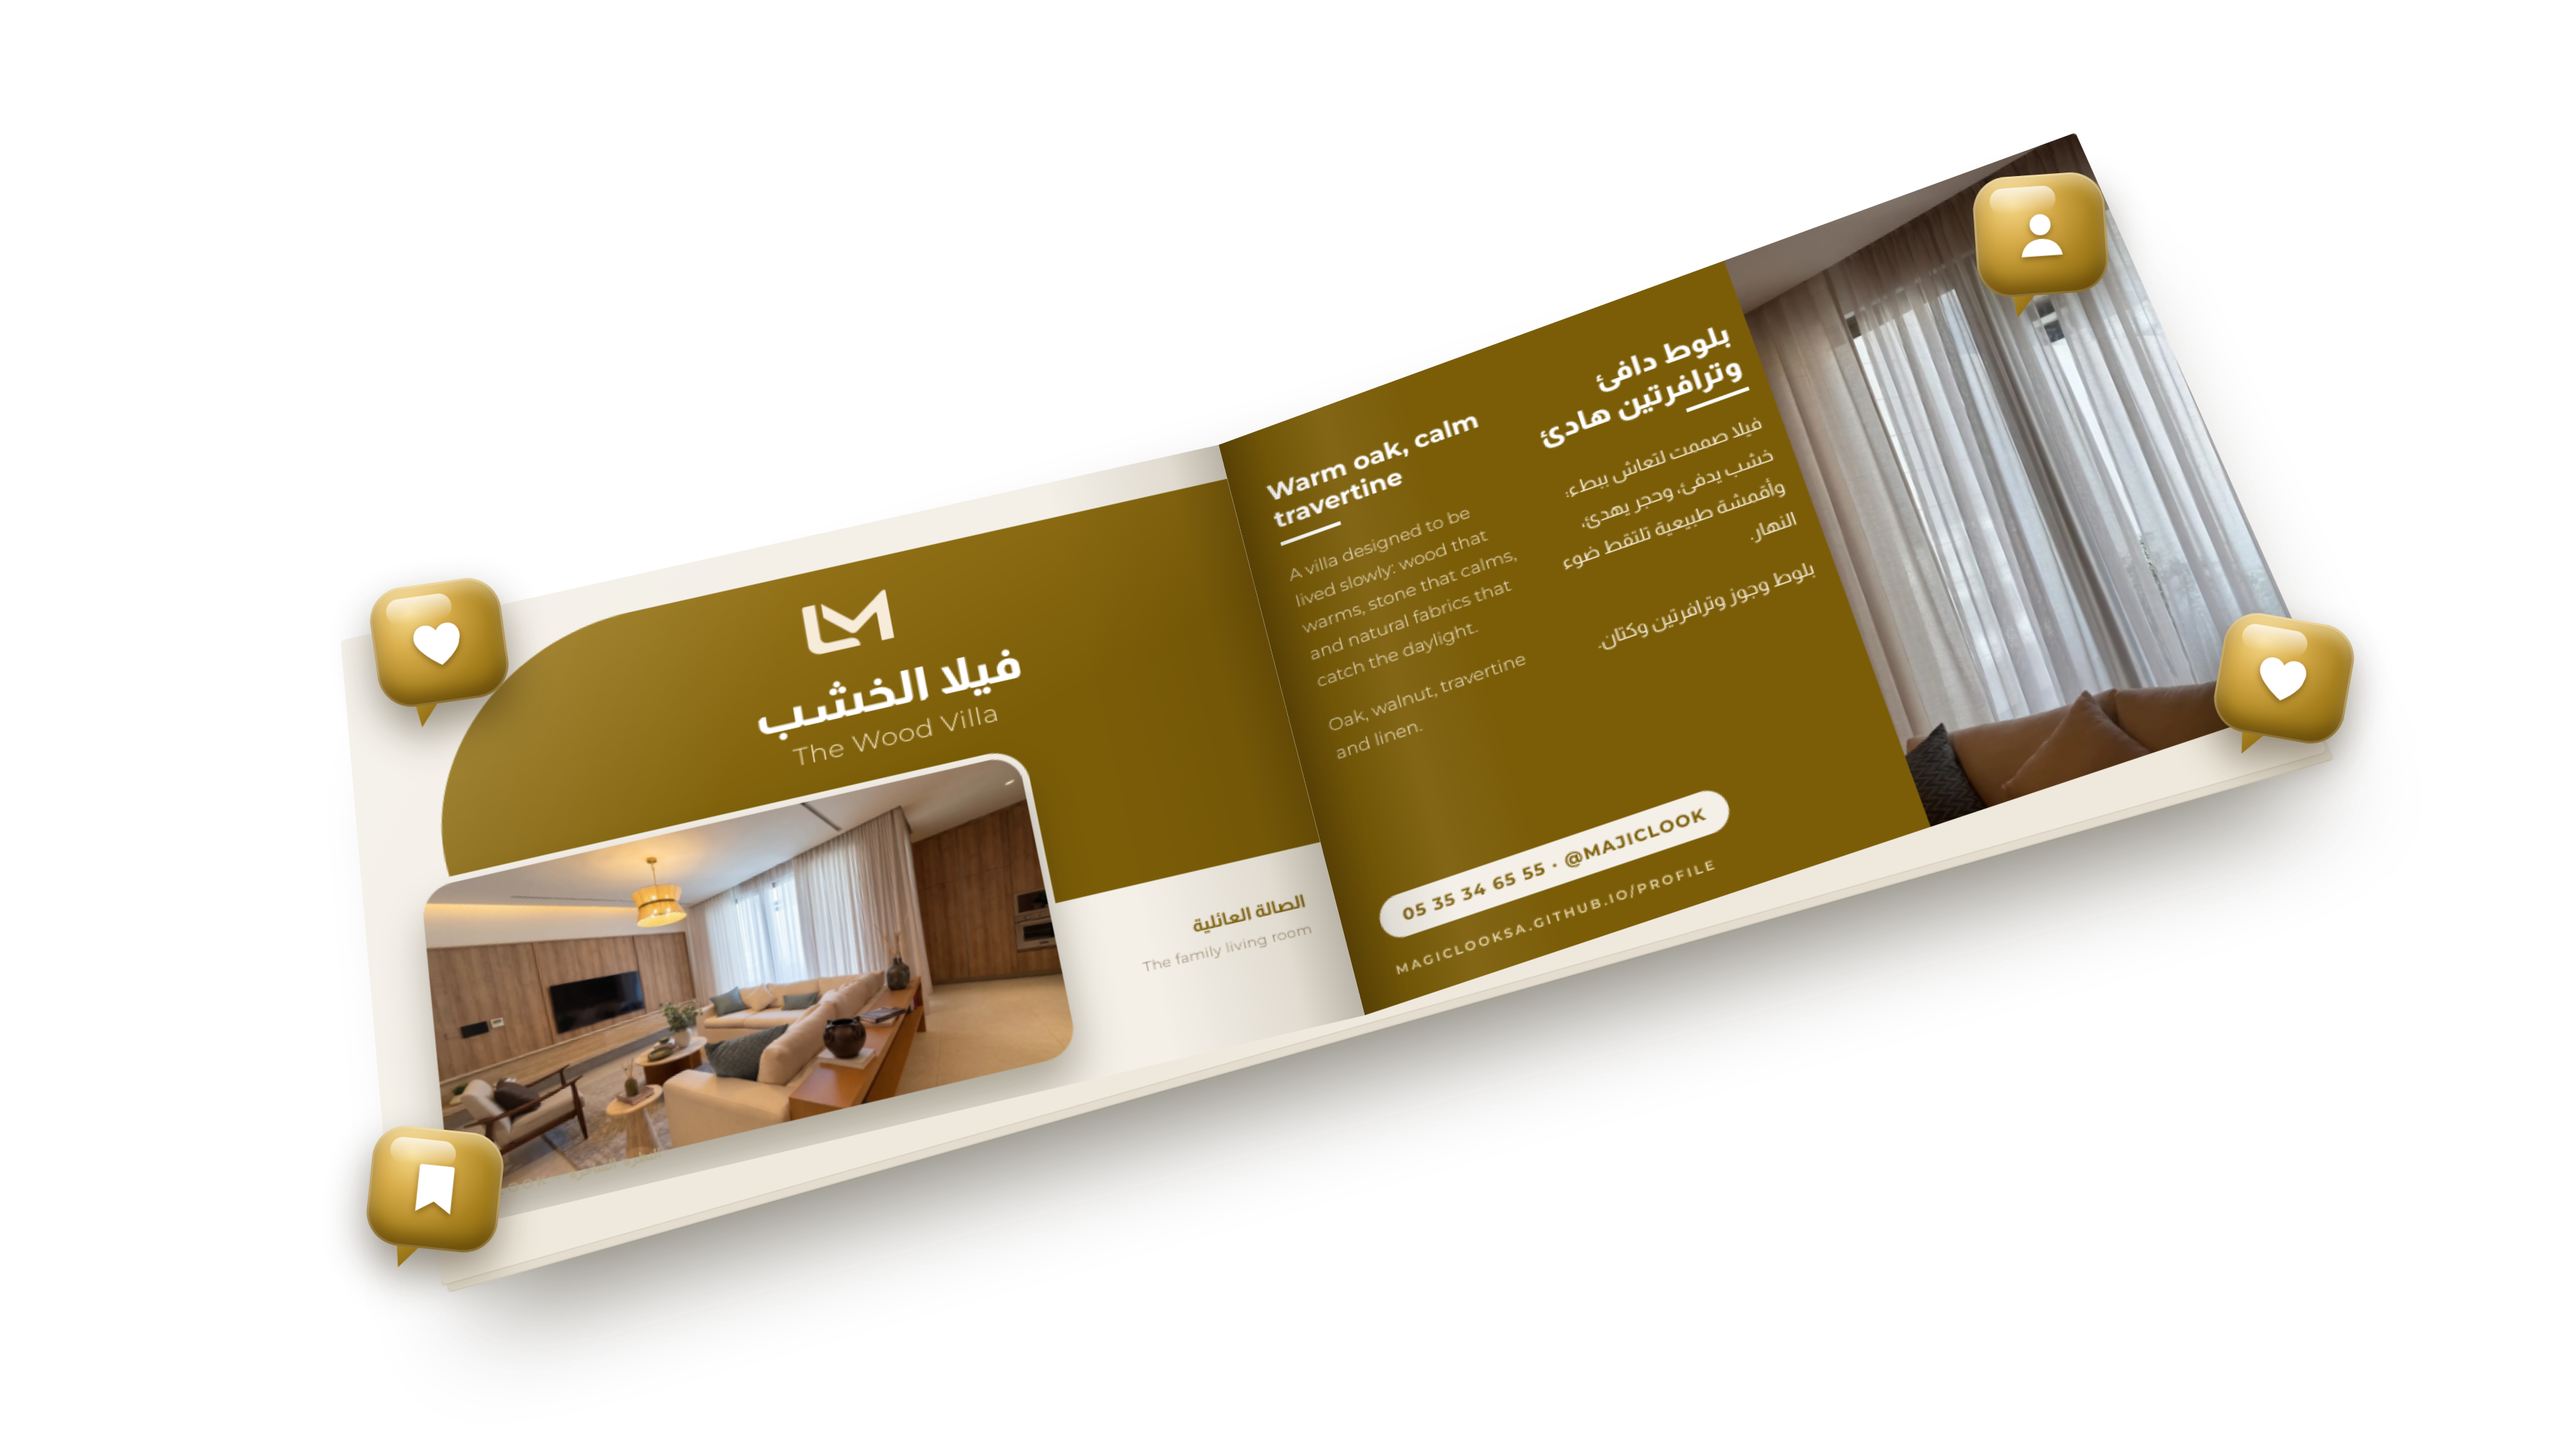 فيلا الخشب
The Wood Villa
الصالة العائلية
The family living room
Warm oak, calm
travertine
A villa designed to be
lived slowly: wood that
warms, stone that calms,
and natural fabrics that
catch the daylight.
Oak, walnut, travertine
and linen.
بلوط دافئ
وترافرتين هادئ
فيلا صممت لتعاش ببطء:
خشب يدفئ، وحجر يهدئ،
وأقمشة طبيعية تلتقط ضوء
النهار.
بلوط وجوز وترافرتين وكتان.
05 35 34 65 55 · @MAJICLOOK
MAGICLOOKSA.GITHUB.IO/PROFILE